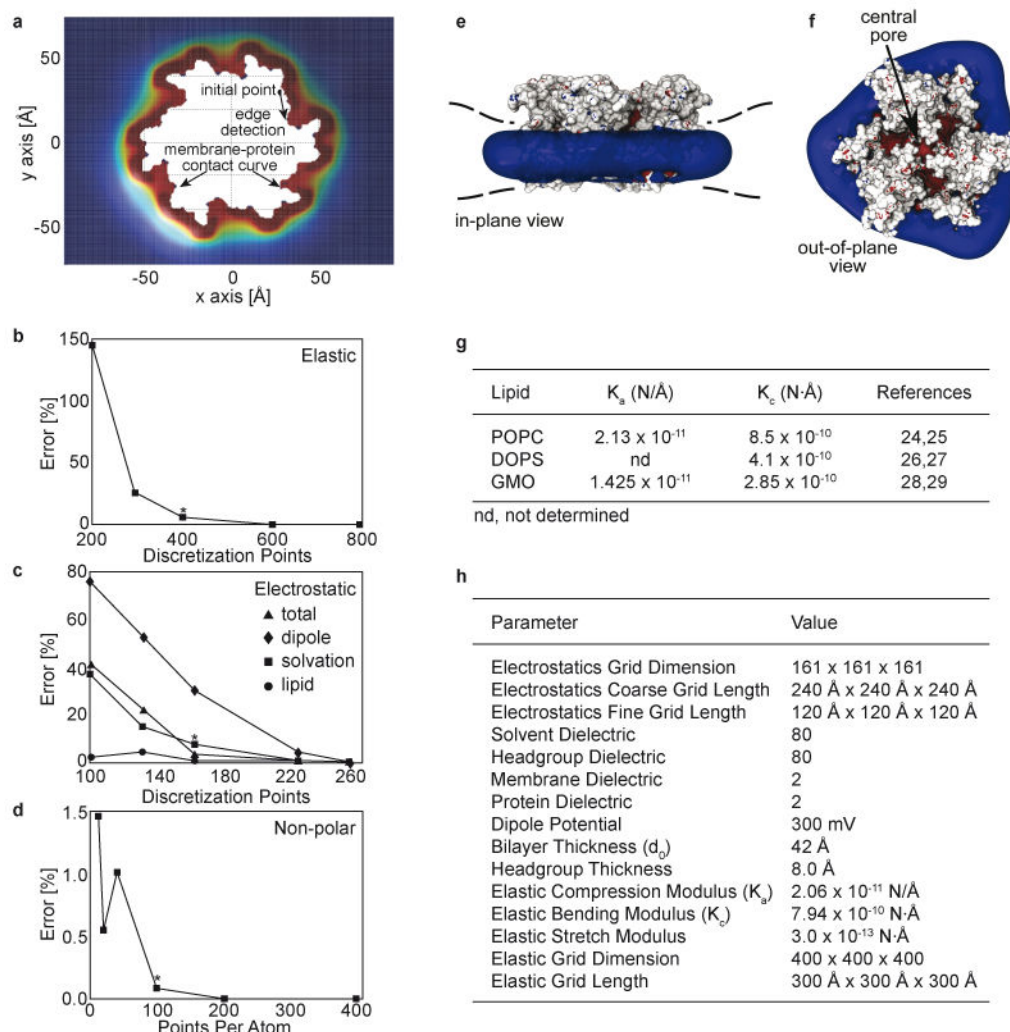 a
50
0
-50
y axis [Å]
initial point
edge
detection
membrane-protein
contact curve
-50
0
50
x axis [Å]
b
150
100
50
0
Error [%]
Elastic
*
200
400
600
800
Discretization Points
c
80
60
40
20
0
Error [%]
Electrostatic
total
dipole
solvation
lipid
*
100
140
180
220
260
Discretization Points
d
1.5
1.0
0.5
0.0
Error [%]
Non-polar
*
0
100
200
300
400
Points Per Atom
e
in-plane view
f
central
pore
out-of-plane
view
g
Lipid Kₐ (N/Å) K꜀ (N·Å) References
POPC 2.13 x 10⁻¹¹ 8.5 x 10⁻¹⁰ 24,25
DOPS nd 4.1 x 10⁻¹⁰ 26,27
GMO 1.425 x 10⁻¹¹ 2.85 x 10⁻¹⁰ 28,29
nd, not determined
h
Parameter Value
Electrostatics Grid Dimension 161 x 161 x 161
Electrostatics Coarse Grid Length 240 Å x 240 Å x 240 Å
Electrostatics Fine Grid Length 120 Å x 120 Å x 120 Å
Solvent Dielectric 80
Headgroup Dielectric 80
Membrane Dielectric 2
Protein Dielectric 2
Dipole Potential 300 mV
Bilayer Thickness (d₀) 42 Å
Headgroup Thickness 8.0 Å
Elastic Compression Modulus (Kₐ) 2.06 x 10⁻¹¹ N/Å
Elastic Bending Modulus (K꜀) 7.94 x 10⁻¹⁰ N·Å
Elastic Stretch Modulus 3.0 x 10⁻¹³ N·Å
Elastic Grid Dimension 400 x 400 x 400
Elastic Grid Length 300 Å x 300 Å x 300 Å